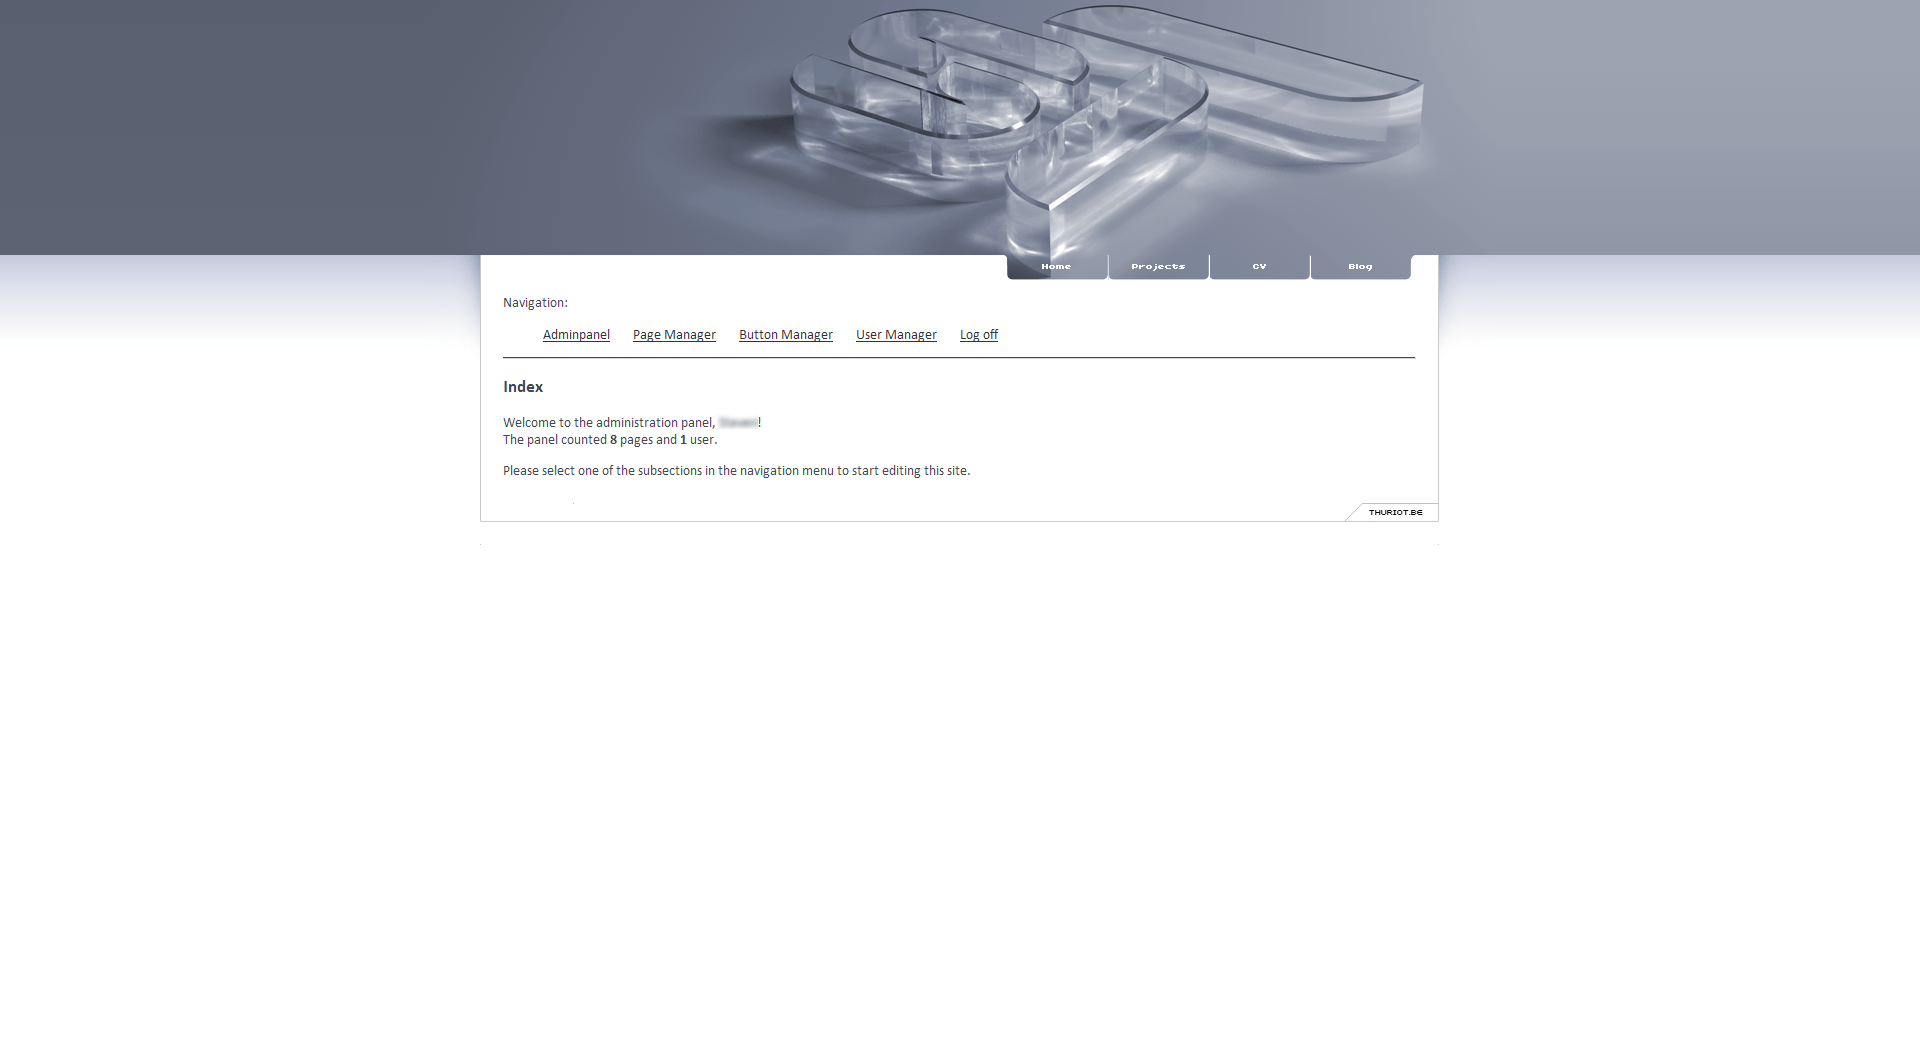 Home Projects CV Blog
Navigation:
Adminpanel Page Manager Button Manager User Manager Log off
Index
Welcome to the administration panel, !
The panel counted 8 pages and 1 user.
Please select one of the subsections in the navigation menu to start editing this site.
THURIOT.BE